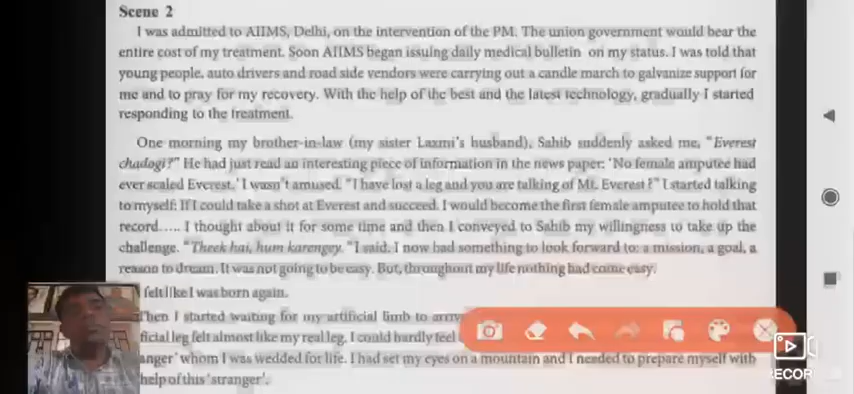 Scene 2
I was admitted to AIIMS, Delhi, on the intervention of the PM. The union government would bear the
entire cost of my treatment. Soon AIIMS began issuing daily medical bulletin on my status. I was told that
young people, auto drivers and road side vendors were carrying out a candle march to galvanize support for
me and to pray for my recovery. With the help of the best and the latest technology, gradually I started
responding to the treatment.
One morning my brother-in-law (my sister Laxmi's husband), Sahib suddenly asked me, "Everest
chadogi?" He had just read an interesting piece of information in the news paper: 'No female amputee had
ever scaled Everest.' I wasn't amused. "I have lost a leg and you are talking of Mt. Everest?" I started talking
to myself: If I could take a shot at Everest and succeed. I would become the first female amputee to hold that
record..... I thought about it for some time and then I conveyed to Sahib my willingness to take up the
challenge. "Theek hai, hum karengey. "I said. I now had something to look forward to: a mission, a goal, a
reason to dream. It was not going to be easy. But, throughout my life nothing had come easy.
felt like I was born again.
hen I started waiting for my artificial limb to arriv
ficial leg felt almost like my real leg. I could hardly feel
anger' whom I was wedded for life. I had set my eyes on a mountain and I needed to prepare myself with
help of this 'stranger'.
RECOR